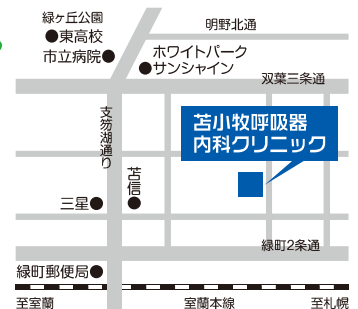 緑ヶ丘公園
明野北通
●東高校
市立病院●
ホワイトパーク
●サンシャイン
双葉三条通
支笏湖通り
苫小牧呼吸器
内科クリニック
苫信
三星●
緑町2条通
緑町郵便局●
至室蘭
室蘭本線
至札幌